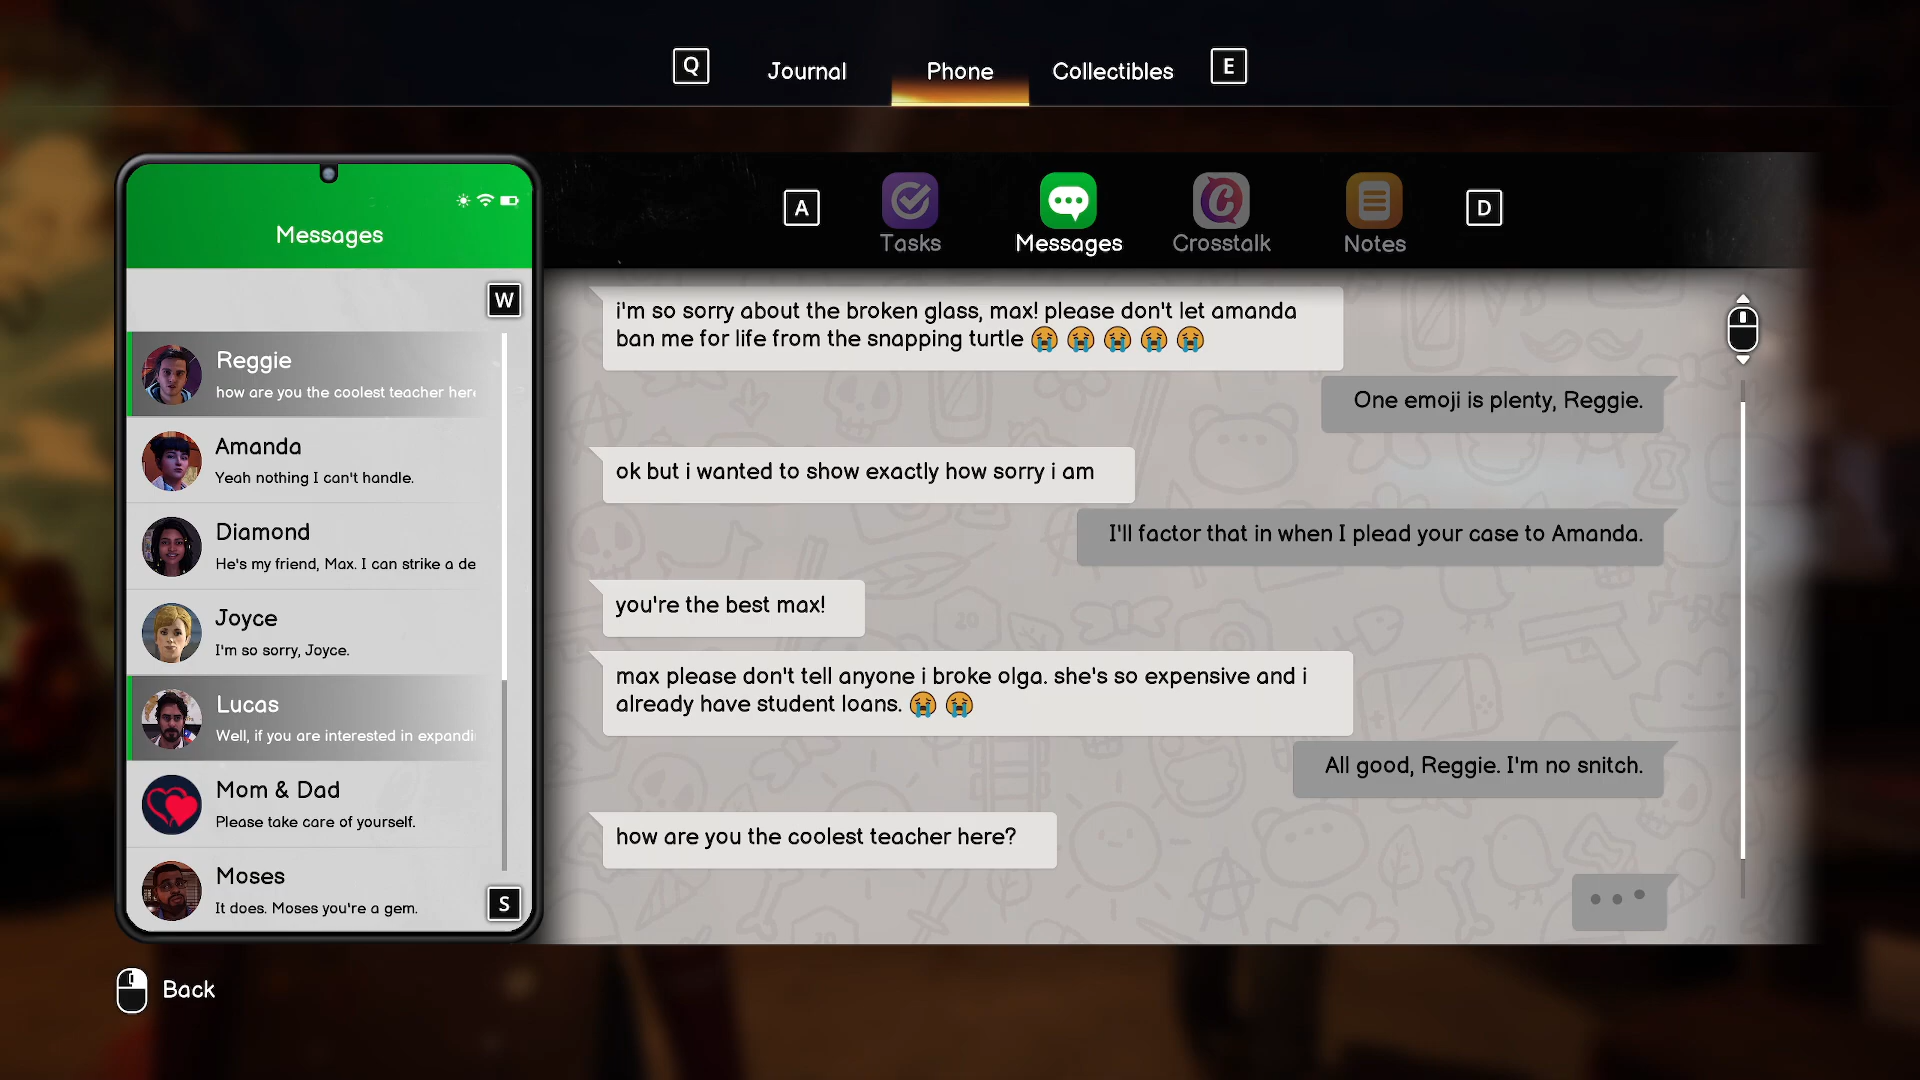 Q
Journal
Phone
Collectibles
E
Messages
A
Tasks
Messages
Crosstalk
Notes
D
W
Reggie
how are you the coolest teacher here
Amanda
Yeah nothing I can't handle.
Diamond
He's my friend, Max. I can strike a de
Joyce
I'm so sorry, Joyce.
Lucas
Well, if you are interested in expandi
Mom & Dad
Please take care of yourself.
Moses
It does. Moses you're a gem.
S
i'm so sorry about the broken glass, max! please don't let amanda
ban me for life from the snapping turtle 😭 😭 😭 😭 😭
One emoji is plenty, Reggie.
ok but i wanted to show exactly how sorry i am
I'll factor that in when I plead your case to Amanda.
you're the best max!
max please don't tell anyone i broke olga. she's so expensive and i
already have student loans. 😭 😭
All good, Reggie. I'm no snitch.
how are you the coolest teacher here?
Back